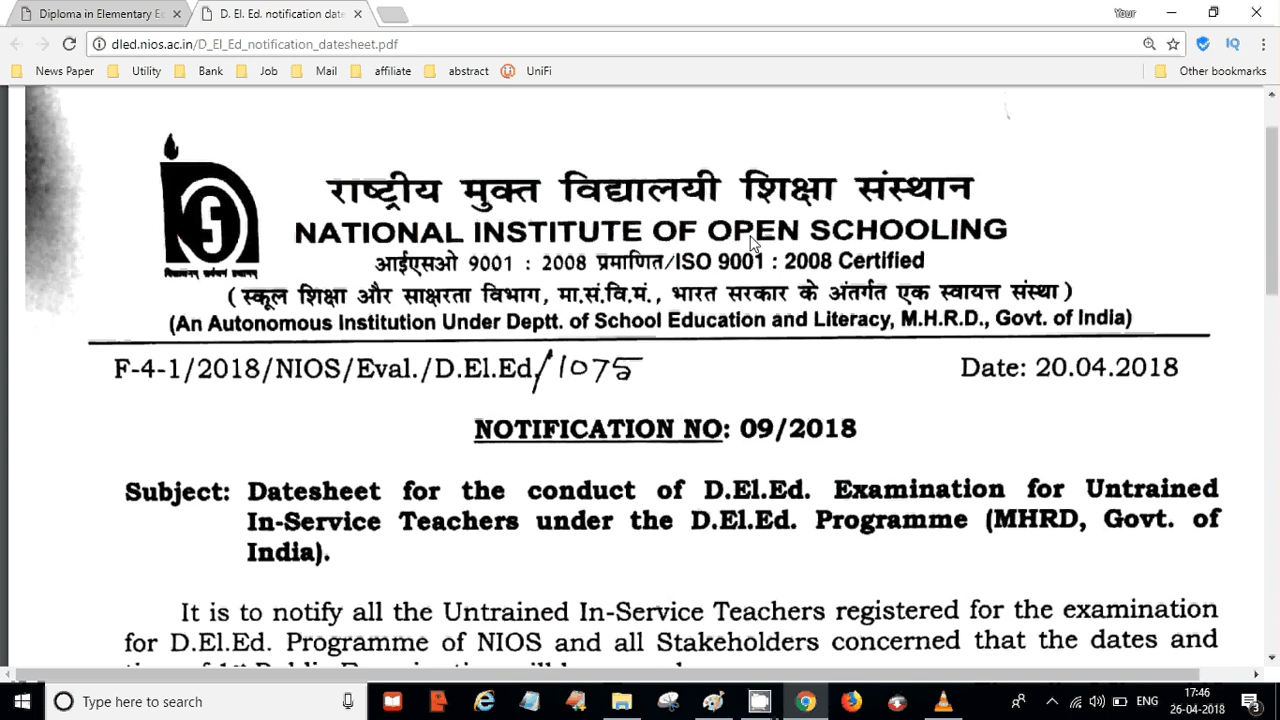 Diploma in Elementary Ed
D. El. Ed. notification date
Your
dled.nios.ac.in/D_El_Ed_notification_datesheet.pdf
IQ
News Paper
Utility
Bank
Job
Mail
affiliate
abstract
UniFi
Other bookmarks
राष्ट्रीय मुक्त विद्यालयी शिक्षा संस्थान
NATIONAL INSTITUTE OF OPEN SCHOOLING
आईएसओ 9001 : 2008 प्रमाणित/ISO 9001 : 2008 Certified
( स्कूल शिक्षा और साक्षरता विभाग, मा.सं.वि.मं., भारत सरकार के अंतर्गत एक स्वायत्त संस्था )
(An Autonomous Institution Under Deptt. of School Education and Literacy, M.H.R.D., Govt. of India)
F-4-1/2018/NIOS/Eval./D.El.Ed/1075
Date: 20.04.2018
NOTIFICATION NO: 09/2018
Subject: Datesheet for the conduct of D.El.Ed. Examination for Untrained
In-Service Teachers under the D.El.Ed. Programme (MHRD, Govt. of
India).
It is to notify all the Untrained In-Service Teachers registered for the examination
for D.El.Ed. Programme of NIOS and all Stakeholders concerned that the dates and
Type here to search
ENG
17:46
26-04-2018
3